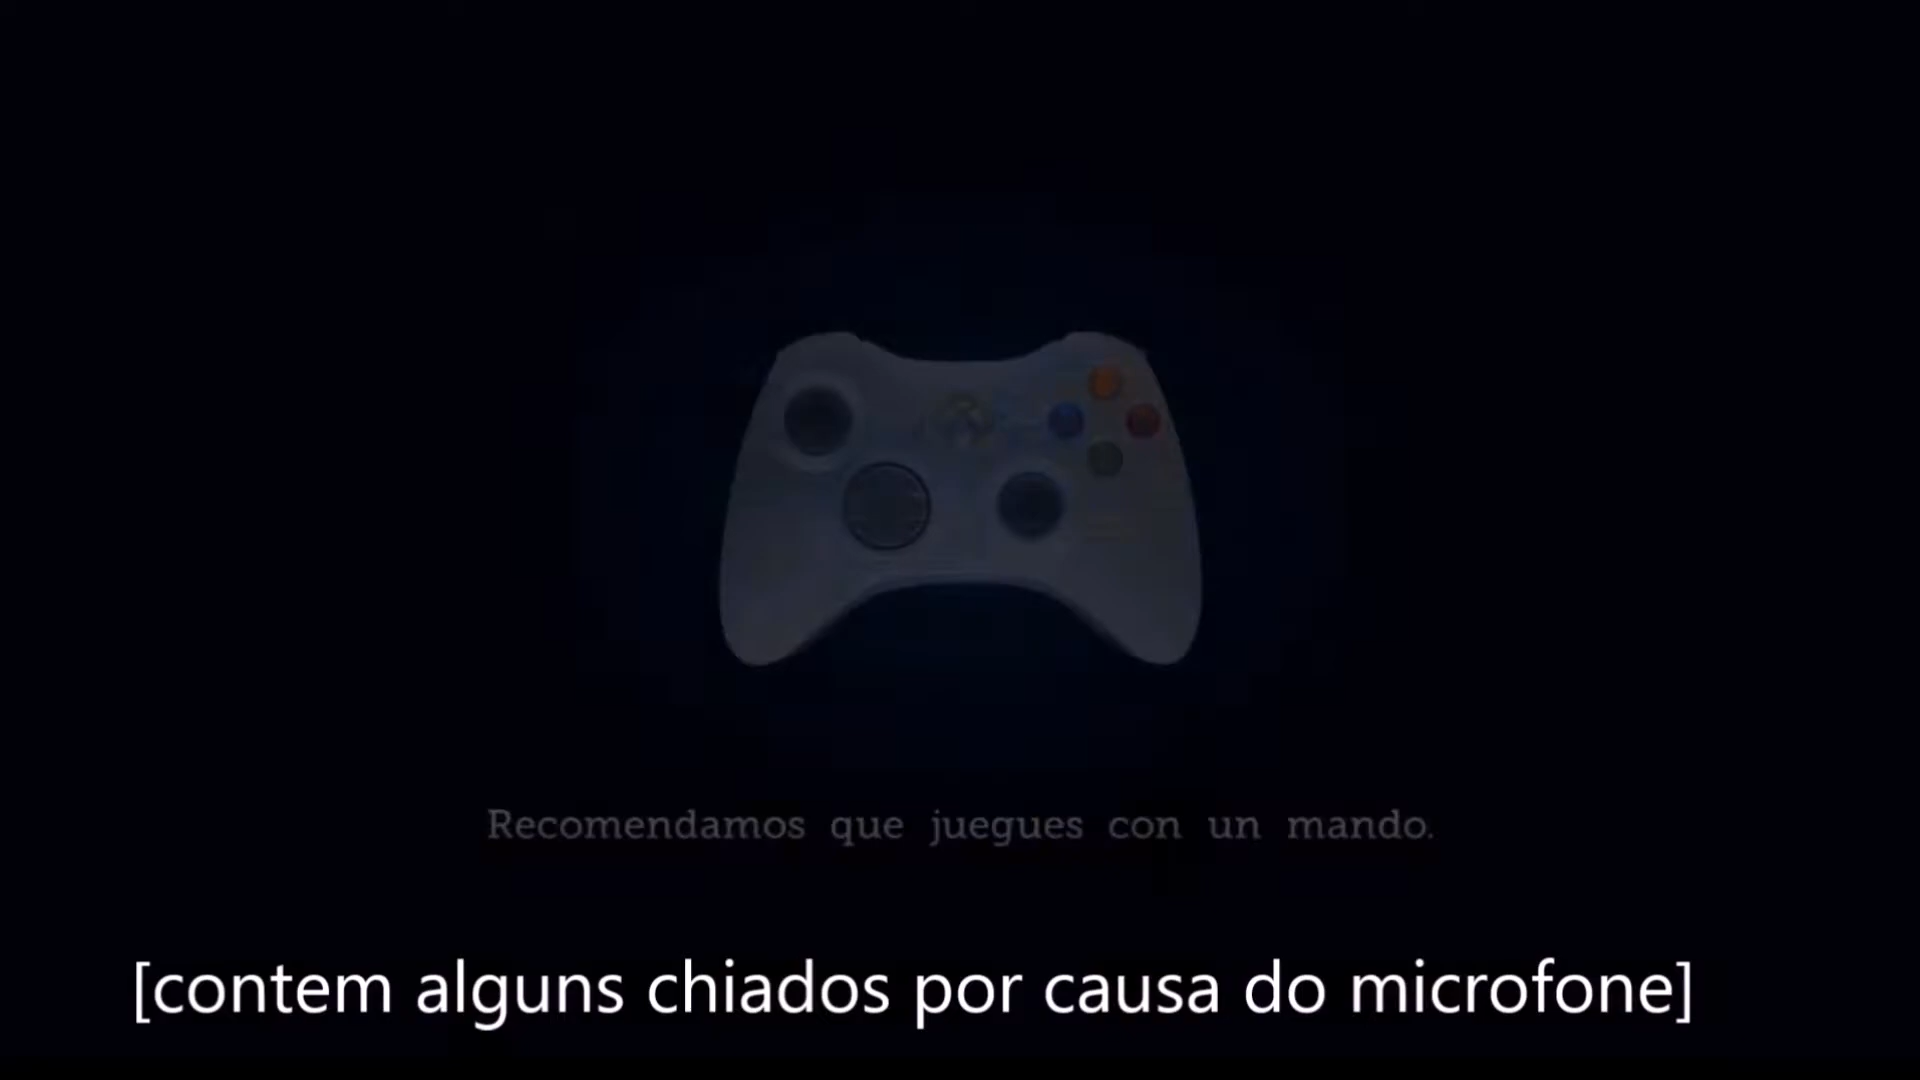 Recomendamos que juegues con un mando.
[contem alguns chiados por causa do microfone]